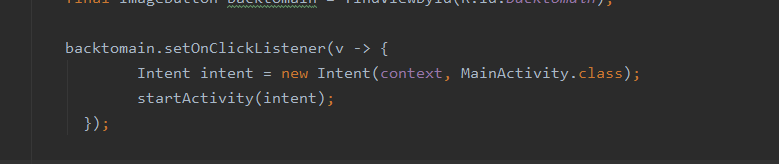 final ImageButton backtomain = findViewById(R.id.backtomain);
backtomain.setOnClickListener(v -> {
Intent intent = new Intent(context, MainActivity.class);
startActivity(intent);
});